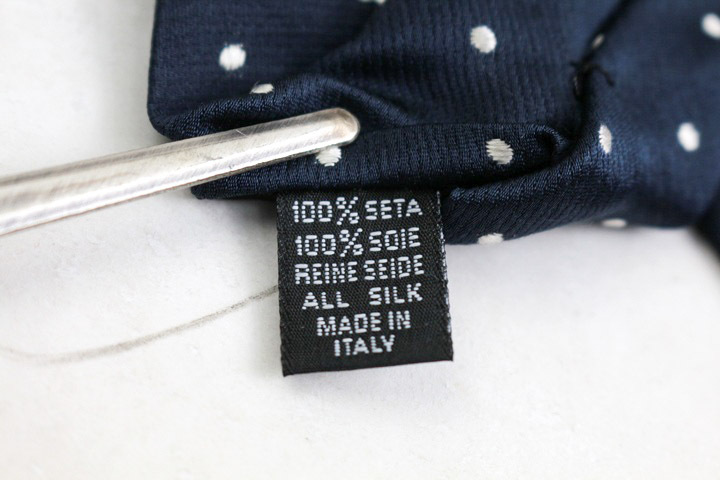 100% SETA
100% SOIE
REINE SEIDE
ALL SILK
MADE IN
ITALY